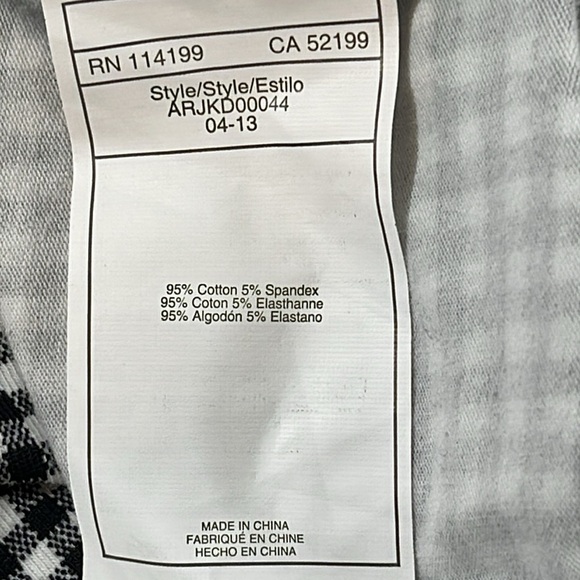 RN 114199 CA 52199
Style/Style/Estilo
ARJKD00044
04-13
95% Cotton 5% Spandex
95% Coton 5% Elasthanne
95% Algodón 5% Elastano
MADE IN CHINA
FABRIQUÉ EN CHINE
HECHO EN CHINA